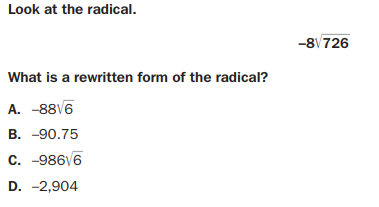 Look at the radical.
–8√726
What is a rewritten form of the radical?
A. –88√6
B. –90.75
C. –986√6
D. –2,904